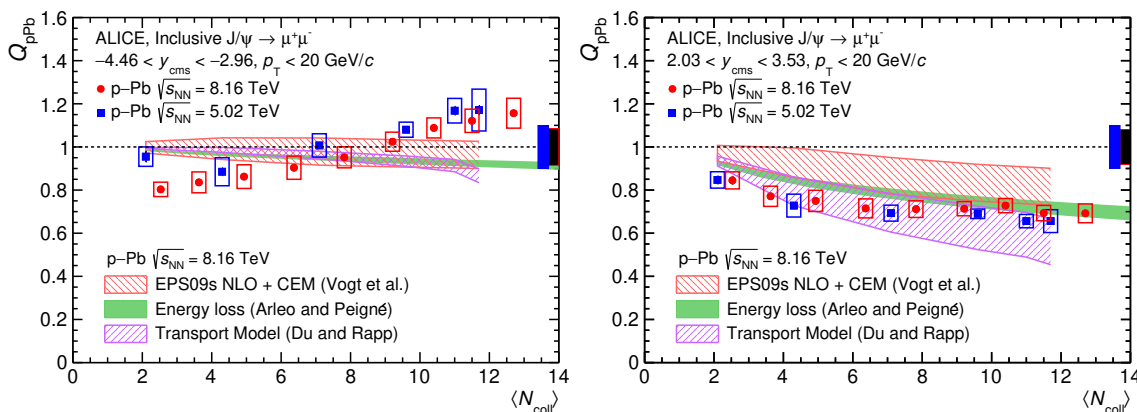 Q_pPb
1.6
1.4
1.2
1
0.8
0.6
0.4
0.2
0
ALICE, Inclusive J/ψ → μ⁺μ⁻
−4.46 < y_cms < −2.96, p_T < 20 GeV/c
p−Pb √s_NN = 8.16 TeV
p−Pb √s_NN = 5.02 TeV
p−Pb √s_NN = 8.16 TeV
EPS09s NLO + CEM (Vogt et al.)
Energy loss (Arleo and Peigné)
Transport Model (Du and Rapp)
0 2 4 6 8 10 12 14
⟨N_coll⟩
Q_pPb
1.6
1.4
1.2
1
0.8
0.6
0.4
0.2
0
ALICE, Inclusive J/ψ → μ⁺μ⁻
2.03 < y_cms < 3.53, p_T < 20 GeV/c
p−Pb √s_NN = 8.16 TeV
p−Pb √s_NN = 5.02 TeV
p−Pb √s_NN = 8.16 TeV
EPS09s NLO + CEM (Vogt et al.)
Energy loss (Arleo and Peigné)
Transport Model (Du and Rapp)
0 2 4 6 8 10 12 14
⟨N_coll⟩